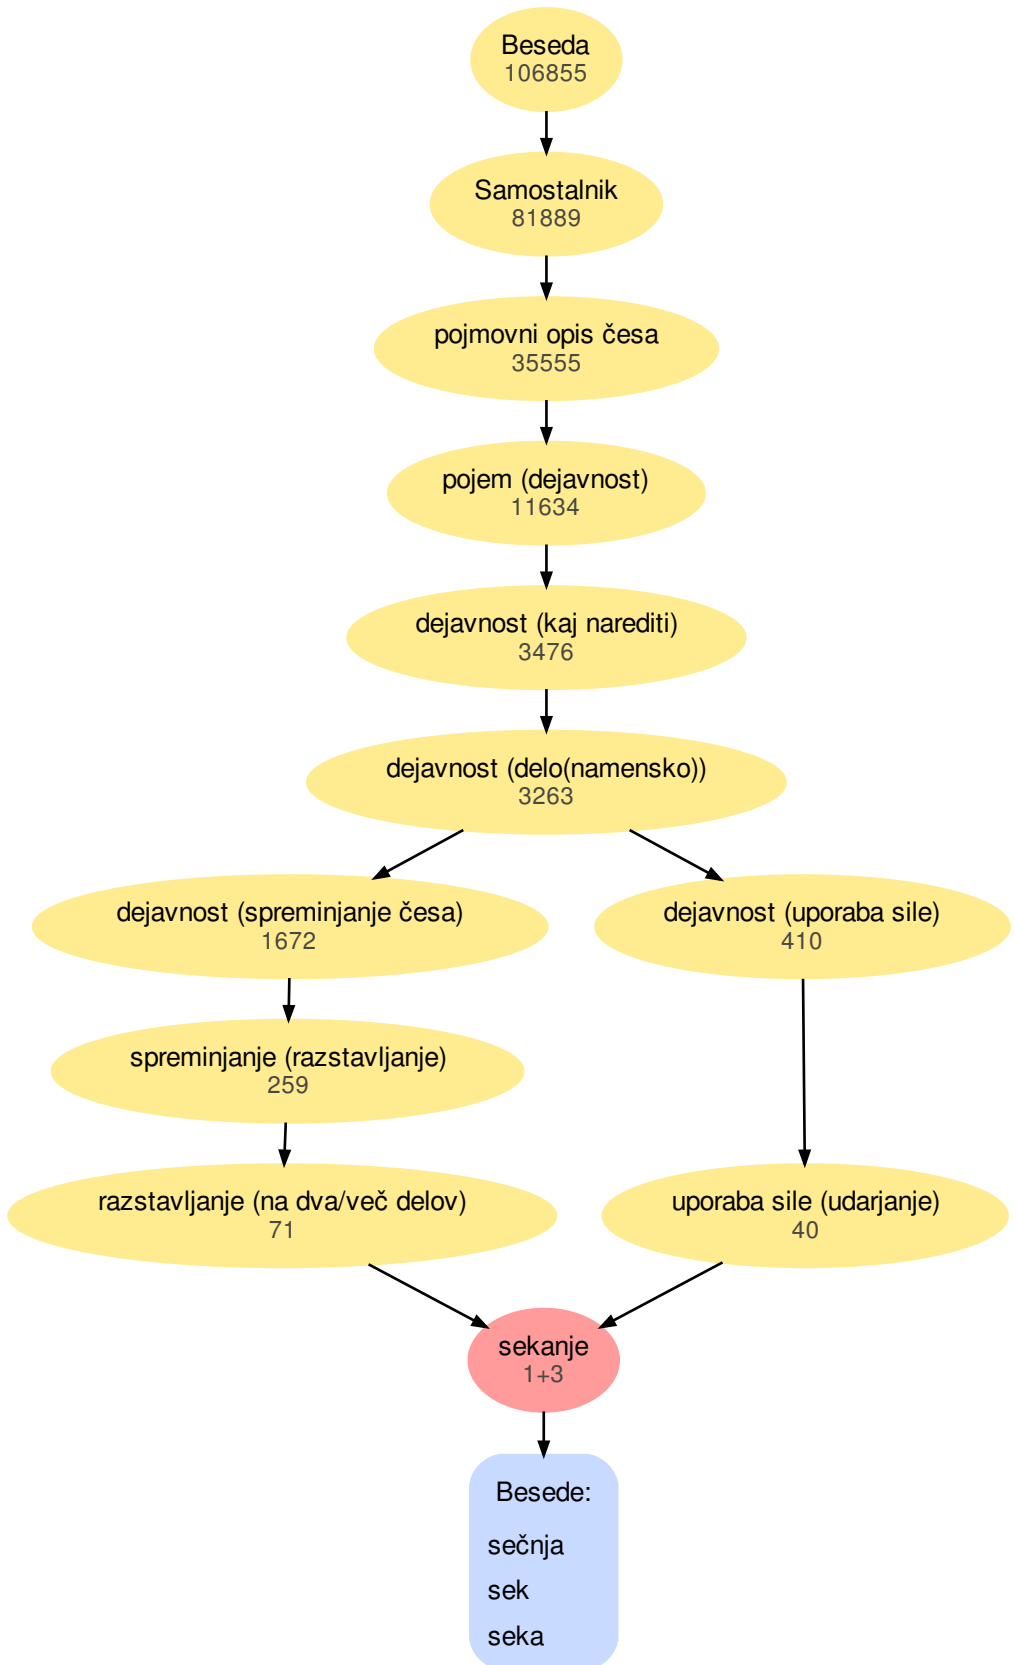 Beseda
106855
Samostalnik
81889
pojmovni opis česa
35555
pojem (dejavnost)
11634
dejavnost (kaj narediti)
3476
dejavnost (delo(namensko))
3263
dejavnost (spreminjanje česa)
1672
dejavnost (uporaba sile)
410
spreminjanje (razstavljanje)
259
razstavljanje (na dva/več delov)
71
uporaba sile (udarjanje)
40
sekanje
1+3
Besede:
sečnja
sek
seka